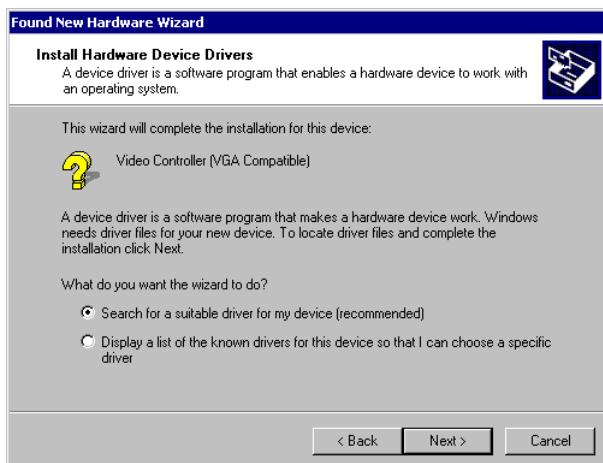 Found New Hardware Wizard
Install Hardware Device Drivers
A device driver is a software program that enables a hardware device to work with
an operating system.
This wizard will complete the installation for this device:
Video Controller (VGA Compatible)
A device driver is a software program that makes a hardware device work. Windows
needs driver files for your new device. To locate driver files and complete the
installation click Next.
What do you want the wizard to do?
Search for a suitable driver for my device (recommended)
Display a list of the known drivers for this device so that I can choose a specific
driver
< Back Next > Cancel